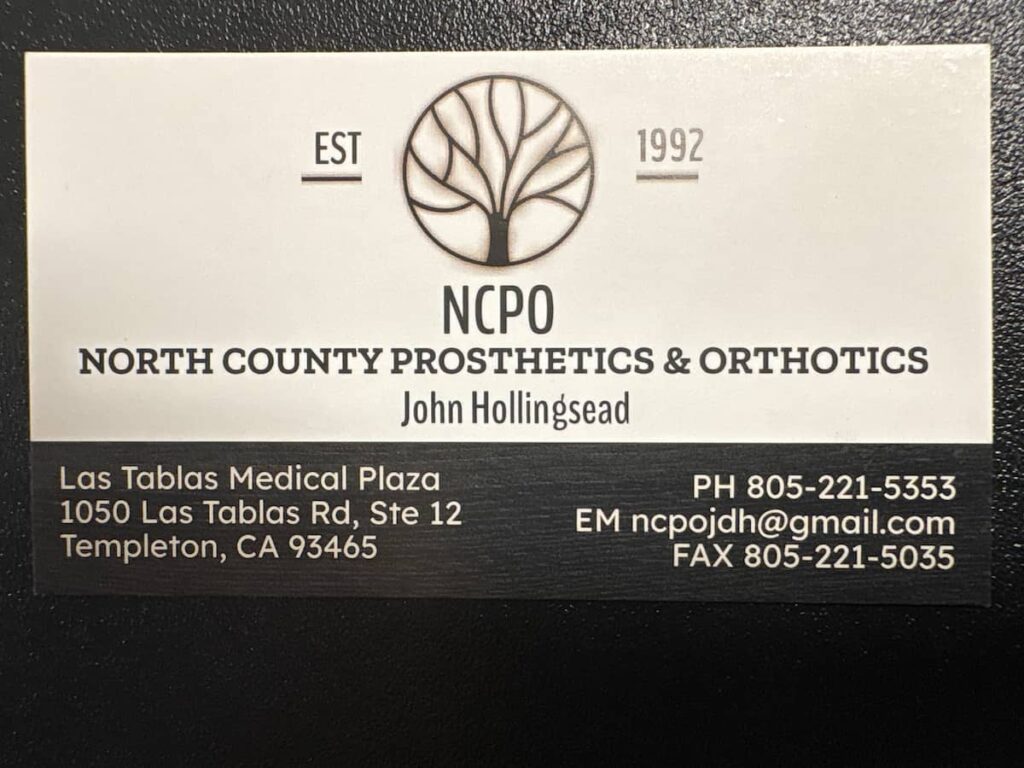 EST
1992
NCPO
NORTH COUNTY PROSTHETICS & ORTHOTICS
John Hollingsead
Las Tablas Medical Plaza
1050 Las Tablas Rd, Ste 12
Templeton, CA 93465
PH 805-221-5353
EM ncpojdh@gmail.com
FAX 805-221-5035